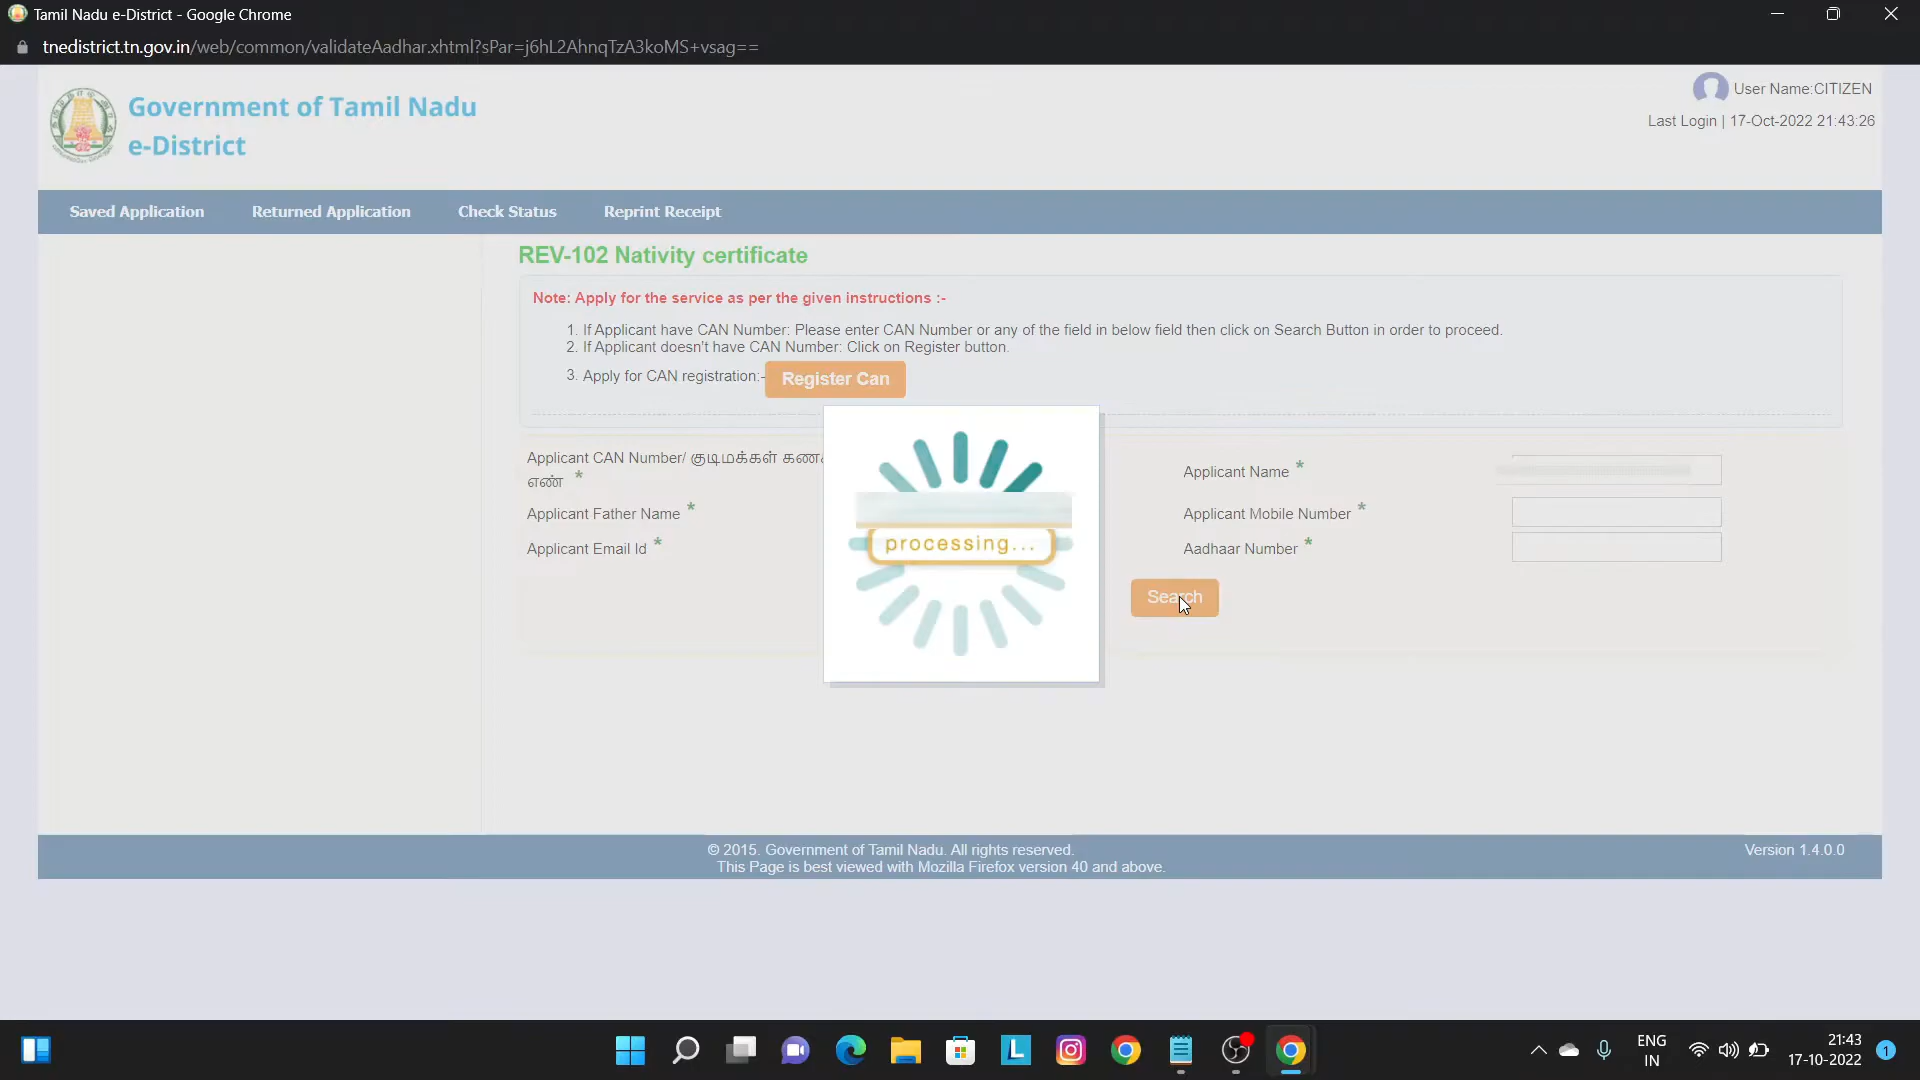 Tamil Nadu e-District - Google Chrome
tnedistrict.tn.gov.in/web/common/validateAadhar.xhtml?sPar=j6hL2AhnqTzA3koMS+vsag==
Government of Tamil Nadu
e-District
User Name:CITIZEN
Last Login | 17-Oct-2022 21:43:26
Saved Application Returned Application Check Status Reprint Receipt
REV-102 Nativity certificate
Note: Apply for the service as per the given instructions :-
1. If Applicant have CAN Number: Please enter CAN Number or any of the field in below field then click on Search Button in order to proceed.
2. If Applicant doesn't have CAN Number: Click on Register button.
3. Apply for CAN registration:- Register Can
Applicant CAN Number/ குடிமக்கள்
எண் *
Applicant Name *
Applicant Father Name *
Applicant Mobile Number *
Applicant Email Id *
Aadhaar Number *
processing...
Search
© 2015. Government of Tamil Nadu. All rights reserved.
This Page is best viewed with Mozilla Firefox version 40 and above.
Version 1.4.0.0
L
ENG
IN
21:43
17-10-2022
1